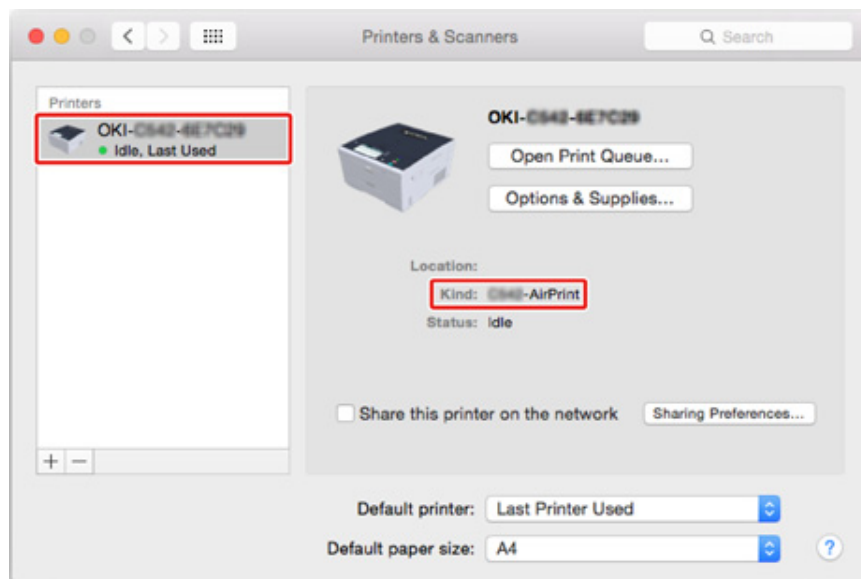 Printers & Scanners
Search
Printers
OKI-
Idle, Last Used
OKI-
Open Print Queue...
Options & Supplies...
Location:
Kind: -AirPrint
Status: Idle
Share this printer on the network
Sharing Preferences...
Default printer: Last Printer Used
Default paper size: A4
?